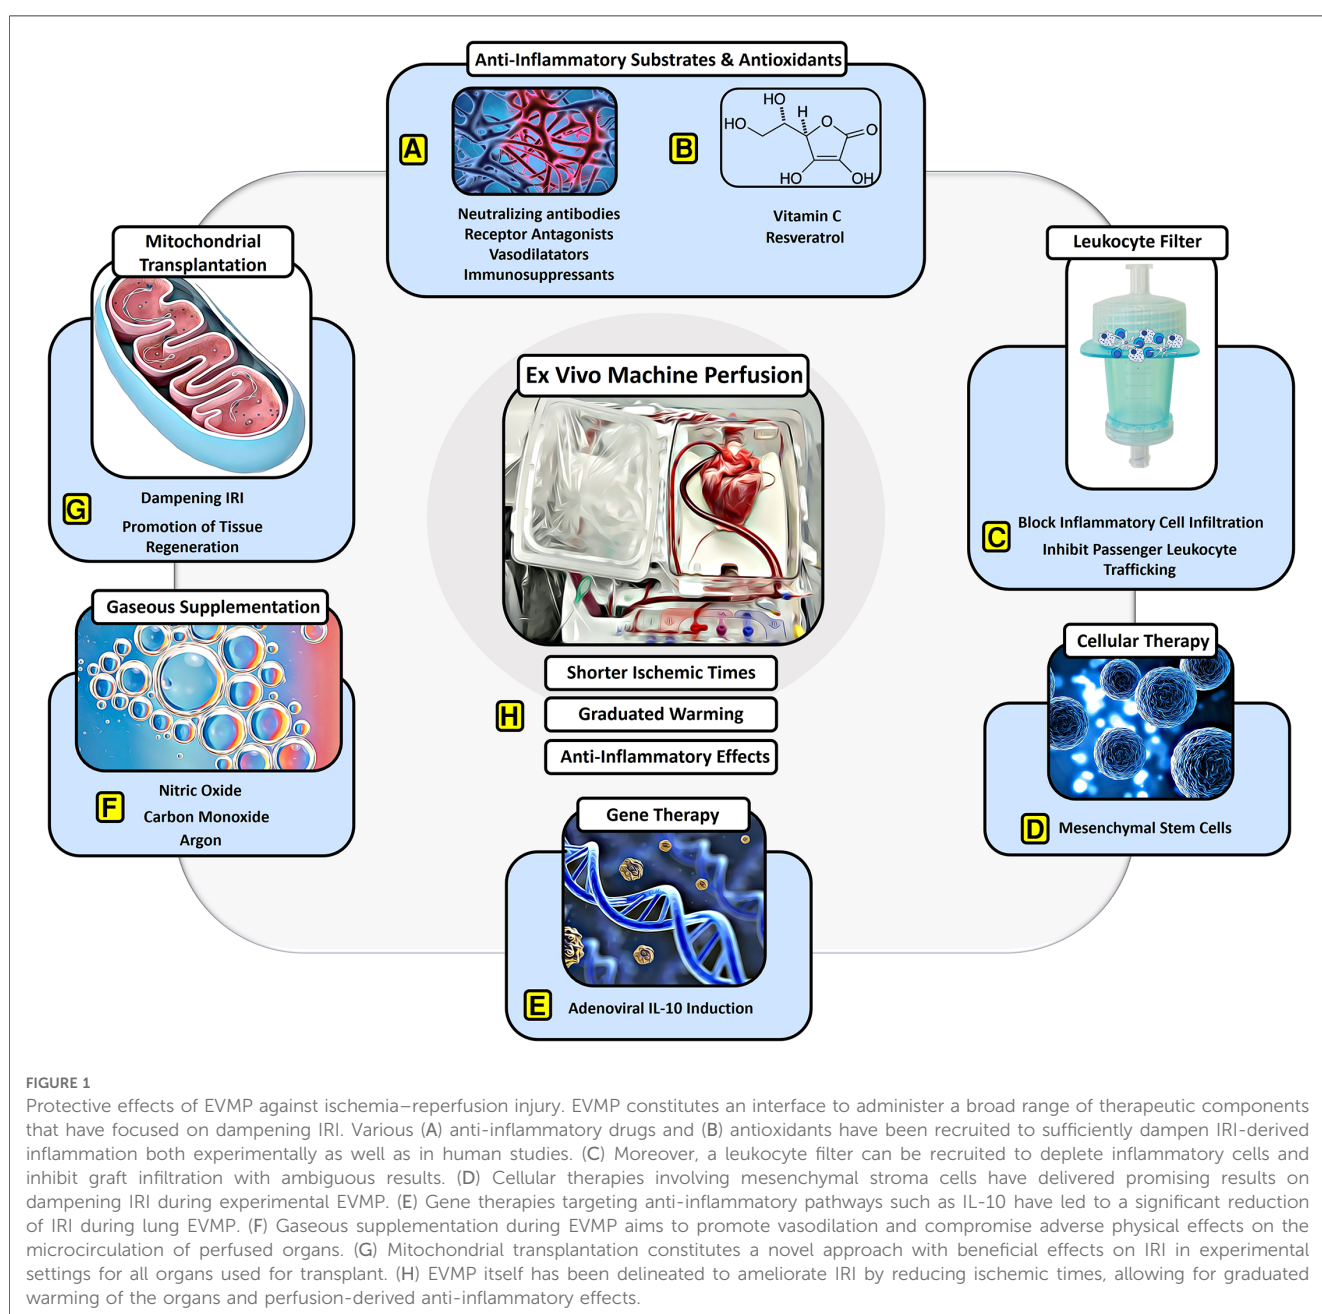 Anti-Inflammatory Substrates & Antioxidants
A
B
HO
H
HO
O
O
HO
OH
Neutralizing antibodies
Receptor Antagonists
Vasodilatators
Immunosuppressants
Vitamin C
Resveratrol
Mitochondrial
Transplantation
G
Dampening IRI
Promotion of Tissue
Regeneration
Leukocyte Filter
C
Block Inflammatory Cell Infiltration
Inhibit Passenger Leukocyte
Trafficking
Ex Vivo Machine Perfusion
H
Shorter Ischemic Times
Graduated Warming
Anti-Inflammatory Effects
Gaseous Supplementation
F
Nitric Oxide
Carbon Monoxide
Argon
Cellular Therapy
D
Mesenchymal Stem Cells
Gene Therapy
E
Adenoviral IL-10 Induction
FIGURE 1
Protective effects of EVMP against ischemia–reperfusion injury. EVMP constitutes an interface to administer a broad range of therapeutic components
that have focused on dampening IRI. Various (A) anti-inflammatory drugs and (B) antioxidants have been recruited to sufficiently dampen IRI-derived
inflammation both experimentally as well as in human studies. (C) Moreover, a leukocyte filter can be recruited to deplete inflammatory cells and
inhibit graft infiltration with ambiguous results. (D) Cellular therapies involving mesenchymal stroma cells have delivered promising results on
dampening IRI during experimental EVMP. (E) Gene therapies targeting anti-inflammatory pathways such as IL-10 have led to a significant reduction
of IRI during lung EVMP. (F) Gaseous supplementation during EVMP aims to promote vasodilation and compromise adverse physical effects on the
microcirculation of perfused organs. (G) Mitochondrial transplantation constitutes a novel approach with beneficial effects on IRI in experimental
settings for all organs used for transplant. (H) EVMP itself has been delineated to ameliorate IRI by reducing ischemic times, allowing for graduated
warming of the organs and perfusion-derived anti-inflammatory effects.